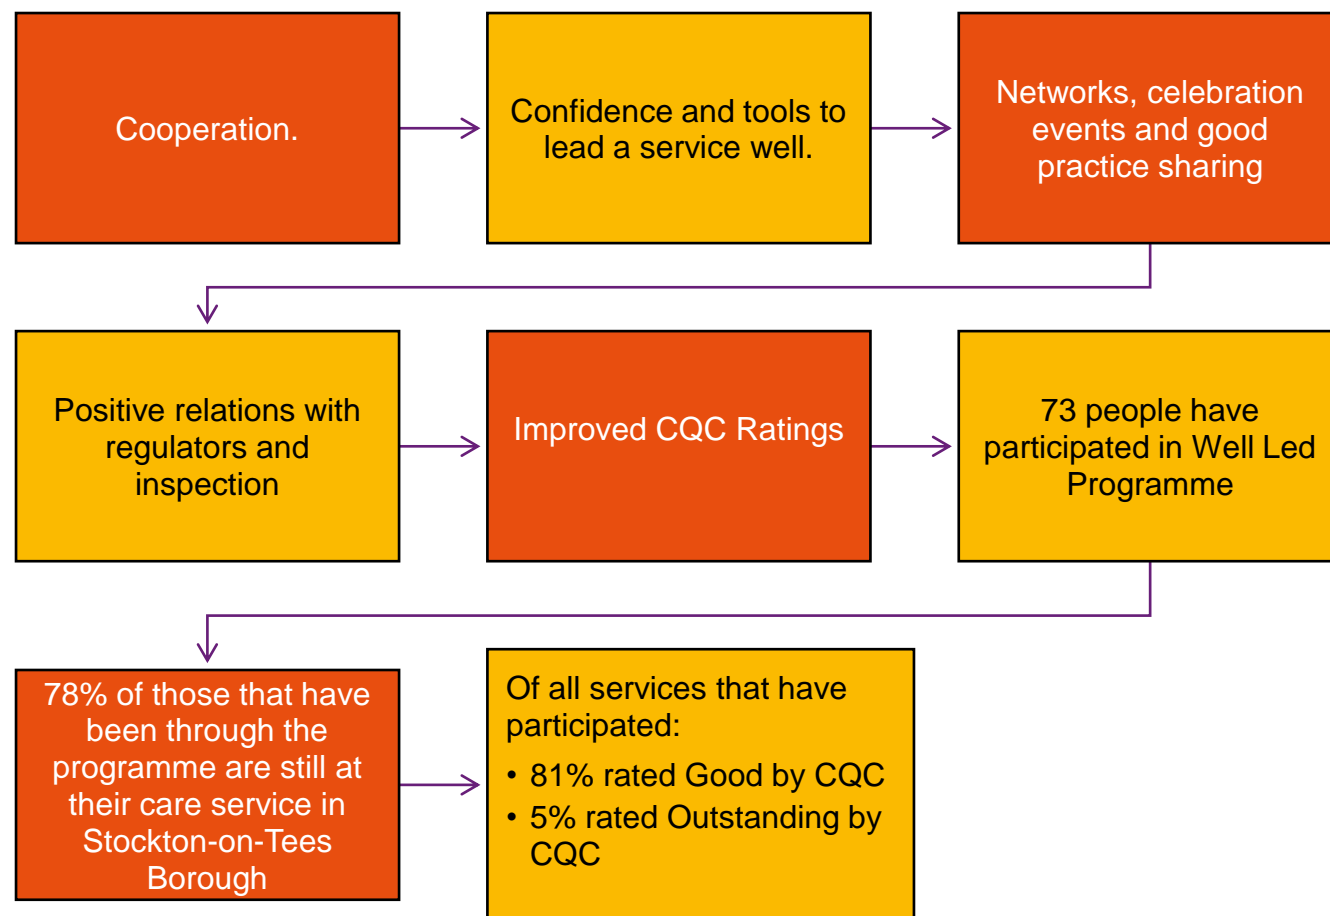 Cooperation.
Confidence and tools to
lead a service well.
Networks, celebration
events and good
practice sharing
Positive relations with
regulators and
inspection
Improved CQC Ratings
73 people have
participated in Well Led
Programme
78% of those that have
been through the
programme are still at
their care service in
Stockton-on-Tees
Borough
Of all services that have
participated:
• 81% rated Good by CQC
• 5% rated Outstanding by
CQC